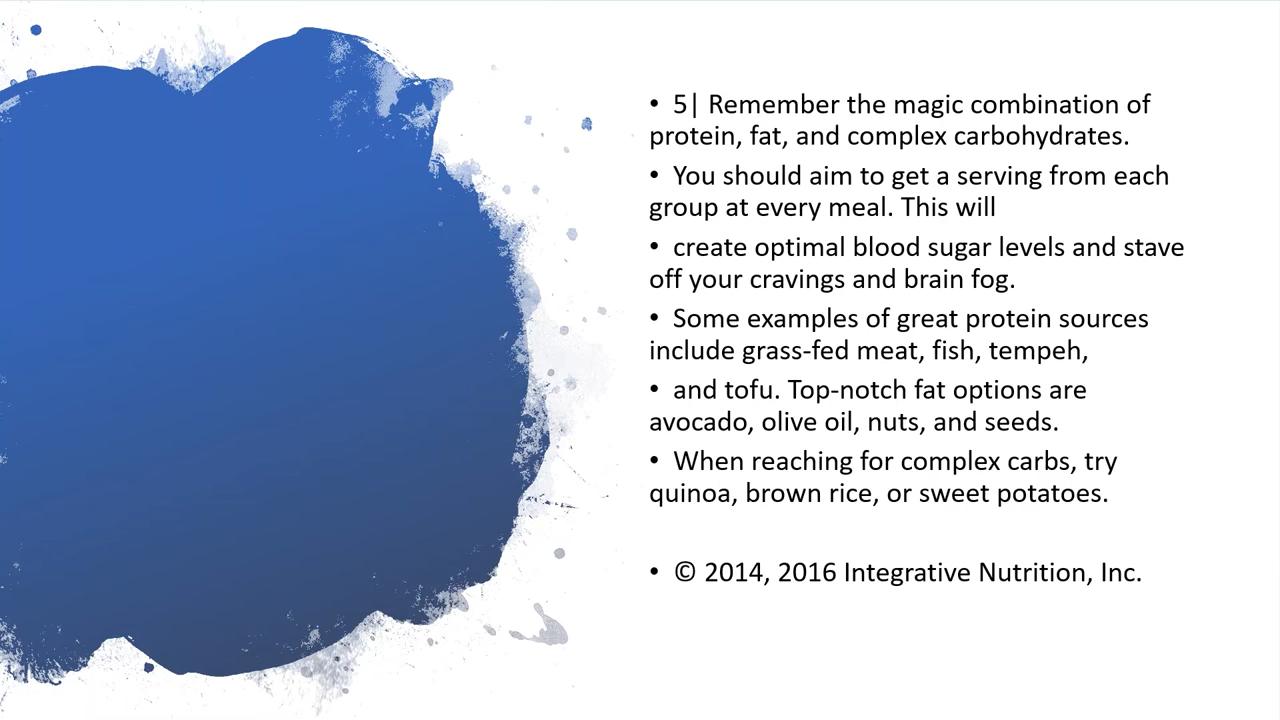 • 5| Remember the magic combination of
protein, fat, and complex carbohydrates.
• You should aim to get a serving from each
group at every meal. This will
• create optimal blood sugar levels and stave
off your cravings and brain fog.
• Some examples of great protein sources
include grass-fed meat, fish, tempeh,
• and tofu. Top-notch fat options are
avocado, olive oil, nuts, and seeds.
• When reaching for complex carbs, try
quinoa, brown rice, or sweet potatoes.
• © 2014, 2016 Integrative Nutrition, Inc.